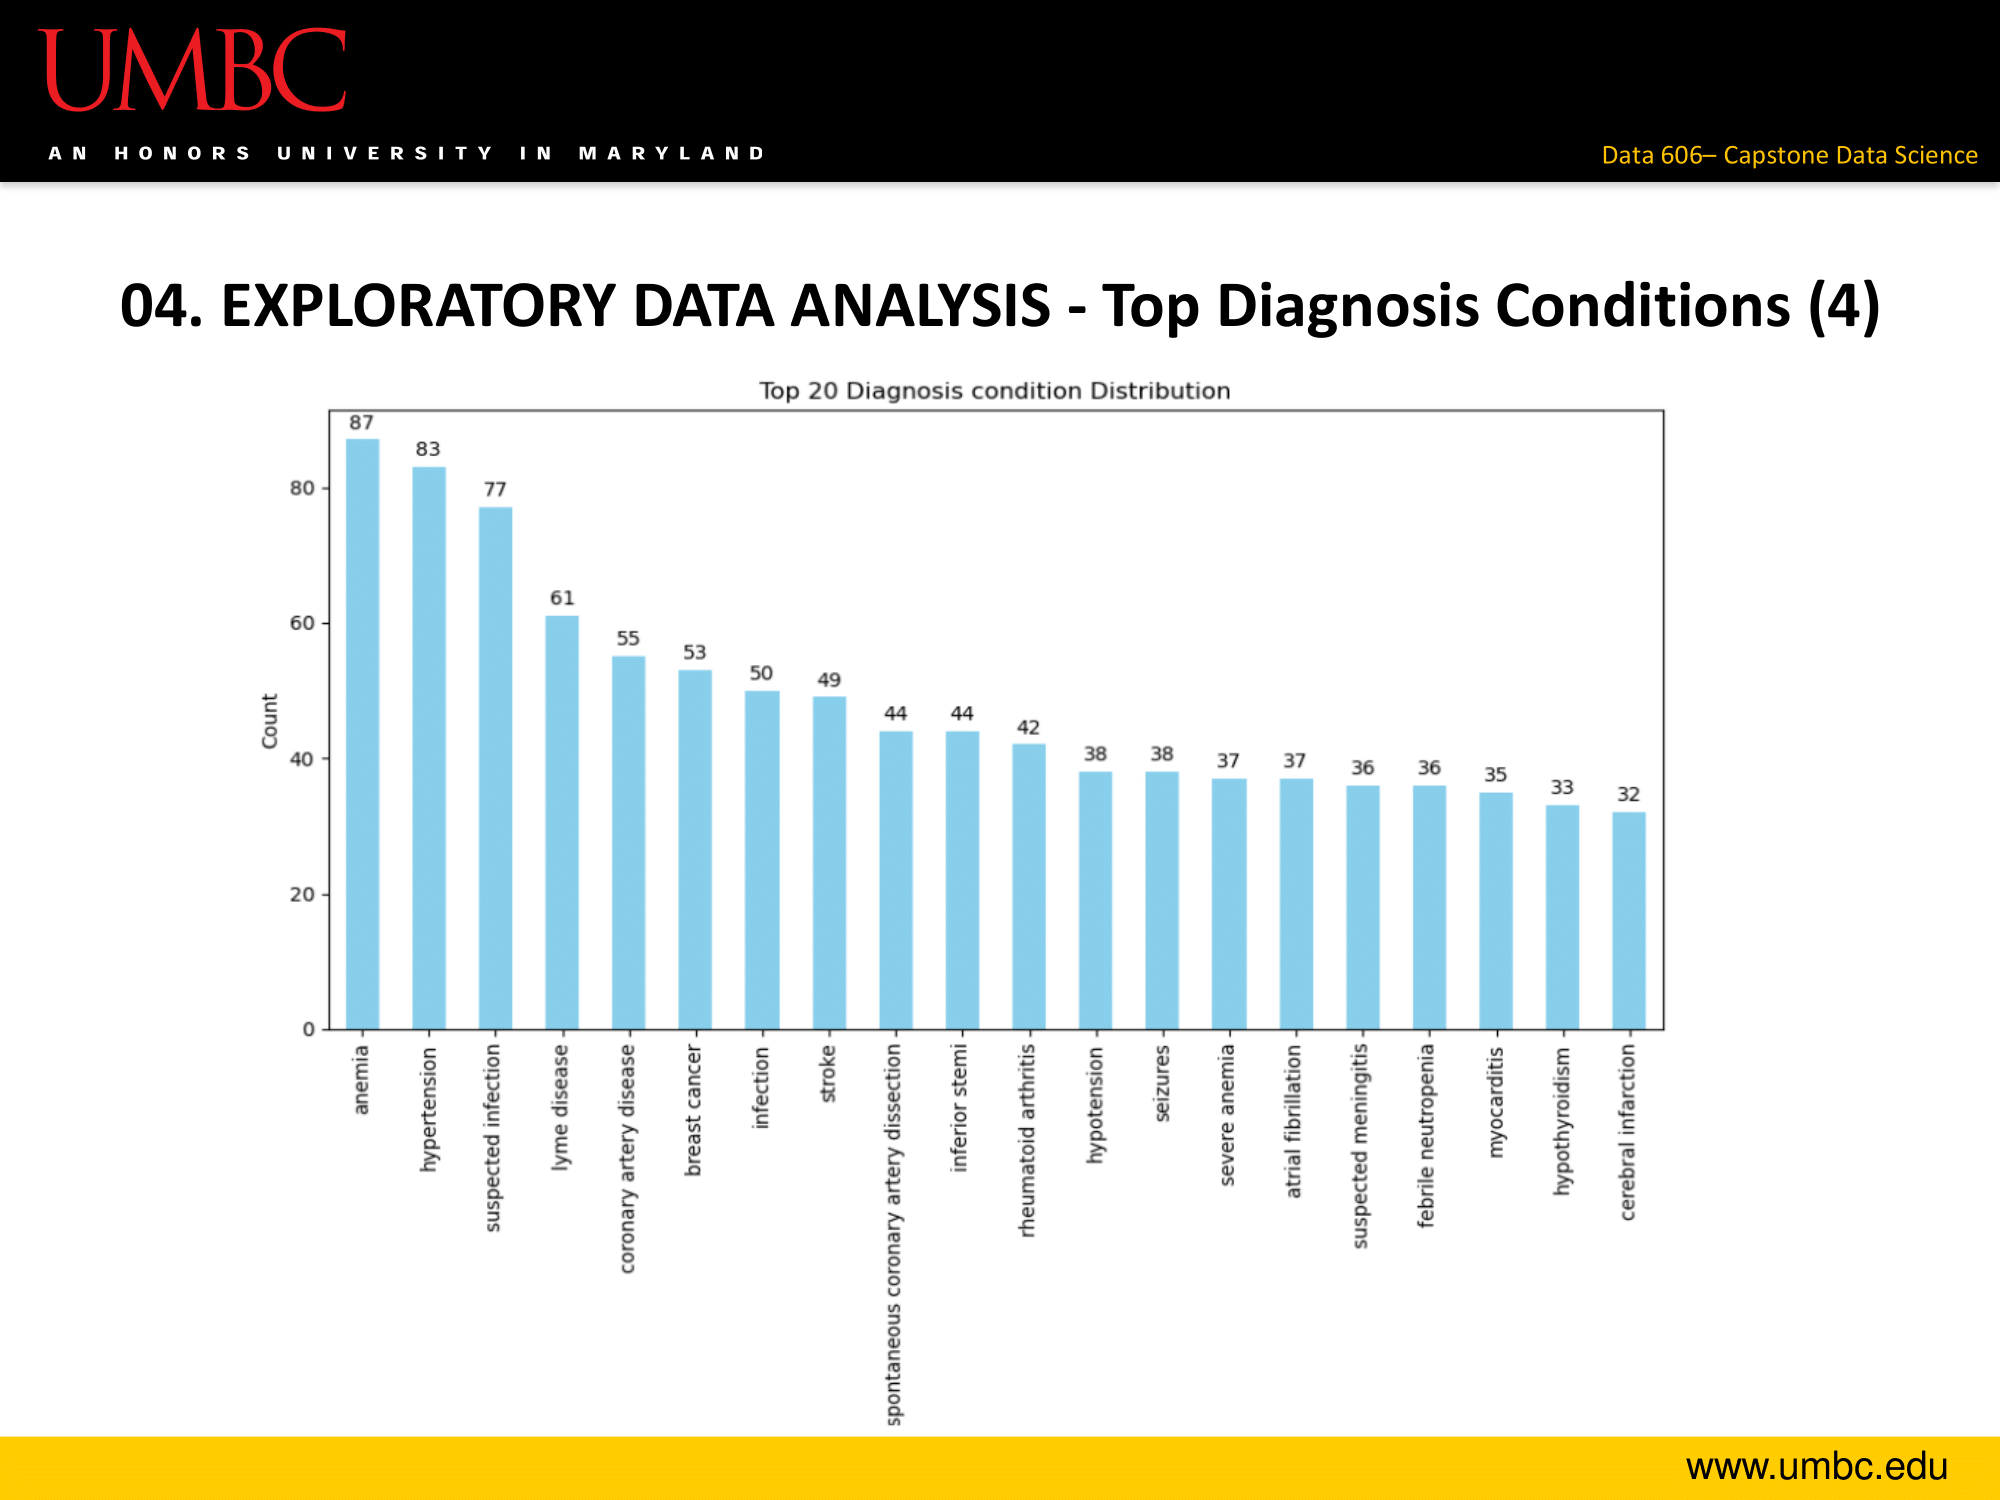 UMBC
AN HONORS UNIVERSITY IN MARYLAND
Data 606– Capstone Data Science
04. EXPLORATORY DATA ANALYSIS - Top Diagnosis Conditions (4)
Top 20 Diagnosis condition Distribution
87
83
77
61
55
53
50
49
44
44
42
38
38
37
37
36
36
35
33
32
Count
80
60
40
20
0
anemia
hypertension
suspected infection
lyme disease
coronary artery disease
breast cancer
infection
stroke
spontaneous coronary artery dissection
inferior stemi
rheumatoid arthritis
hypotension
seizures
severe anemia
atrial fibrillation
suspected meningitis
febrile neutropenia
myocarditis
hypothyroidism
cerebral infarction
www.umbc.edu